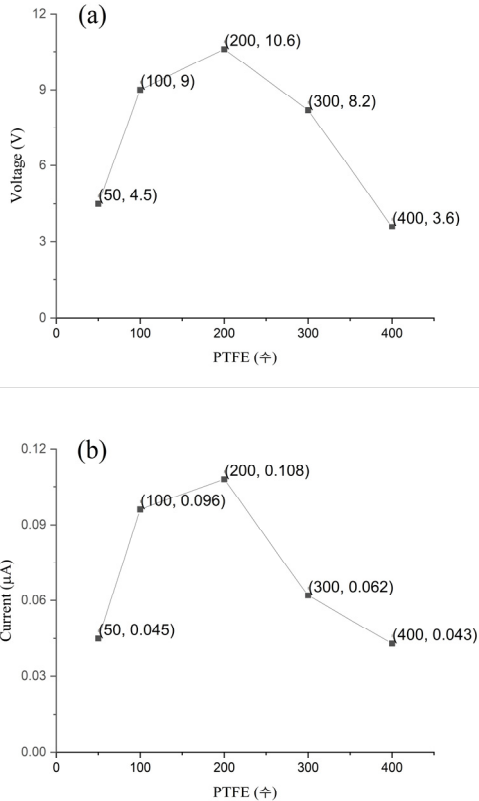 (a)
12
9
6
3
0
Voltage (V)
(50, 4.5)
(100, 9)
(200, 10.6)
(300, 8.2)
(400, 3.6)
0 100 200 300 400
PTFE (수)
(b)
0.12
0.09
0.06
0.03
0.00
Current (μA)
(50, 0.045)
(100, 0.096)
(200, 0.108)
(300, 0.062)
(400, 0.043)
0 100 200 300 400
PTFE (수)